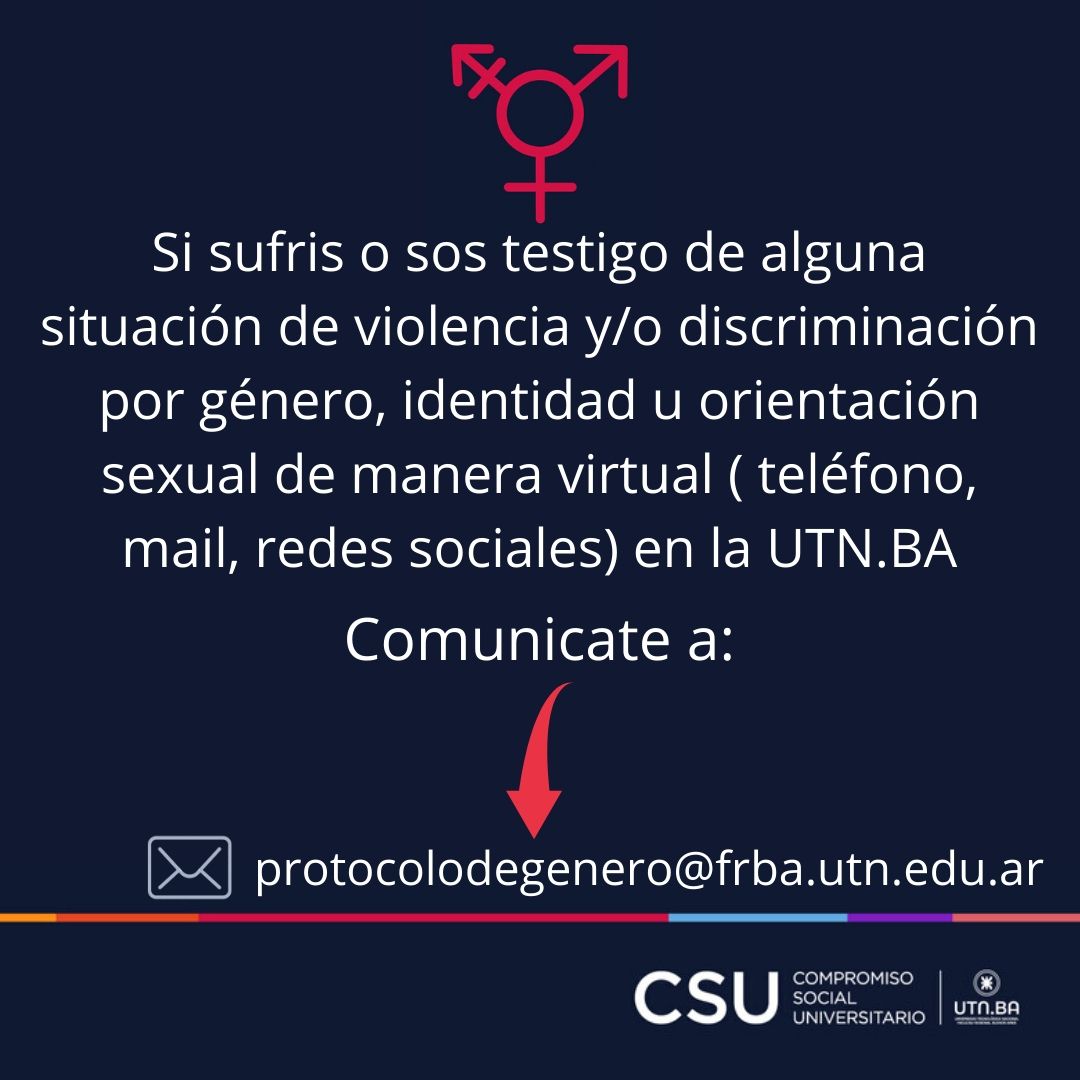 Si sufris o sos testigo de alguna
situación de violencia y/o discriminación
por género, identidad u orientación
sexual de manera virtual ( teléfono,
mail, redes sociales) en la UTN.BA
Comunicate a:
protocolodegenero@frba.utn.edu.ar
CSU
COMPROMISO
SOCIAL
UNIVERSITARIO
UTN.BA